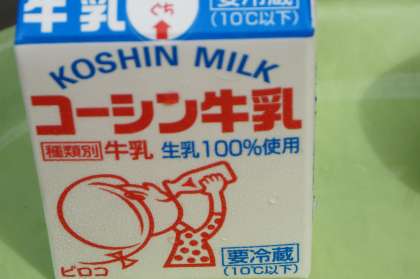 牛乳
くち
要冷蔵
(10℃以下)
KOSHIN MILK
コーシン牛乳
種類別 牛乳 生乳100%使用
ピロコ
要冷蔵
(10℃以下)